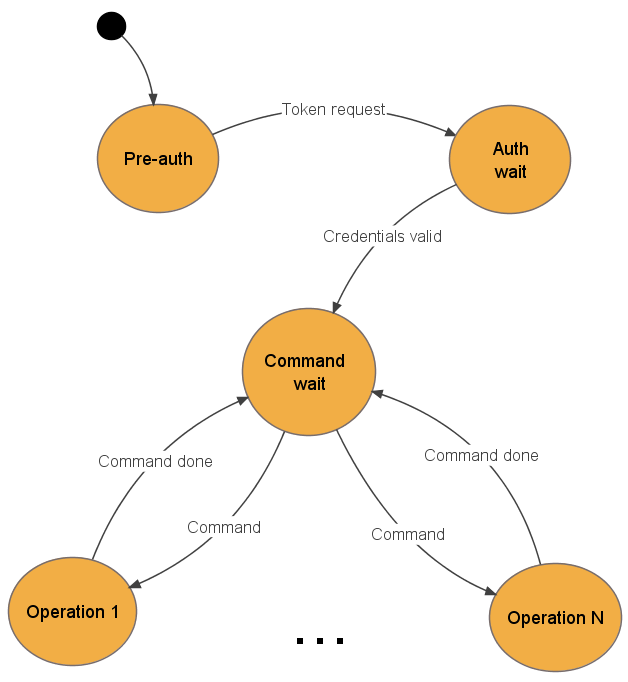 Token request
Pre-auth
Auth
wait
Credentials valid
Command
wait
Command done
Command done
Command
Command
Operation 1
Operation N
...